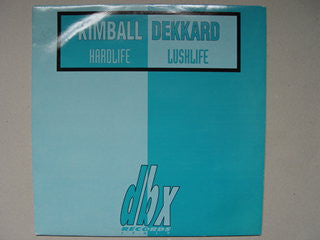 KIMBALL DEKKARD
HARDLIFE LUSHLIFE
dbx
RECORDS